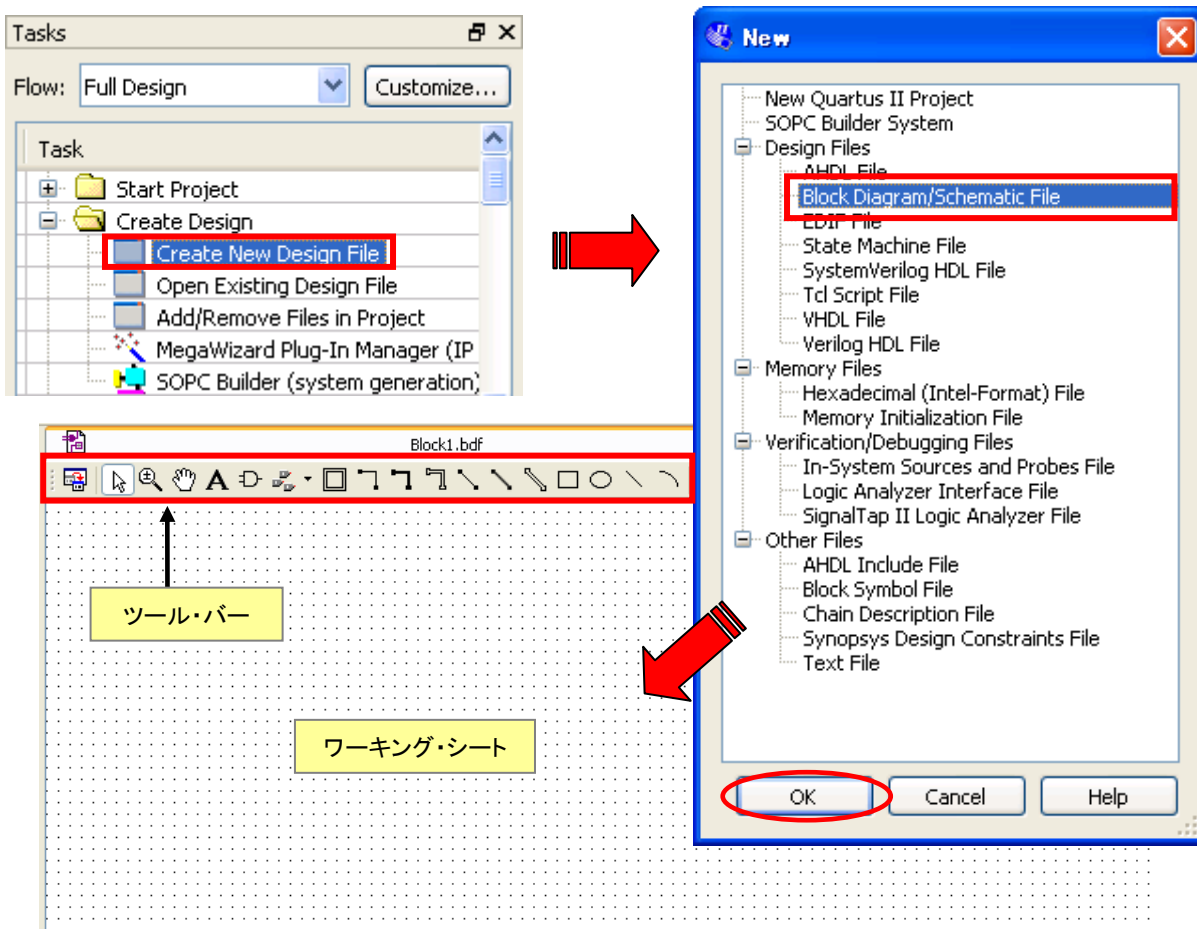 Tasks
Flow: Full Design Customize...
Task
Start Project
Create Design
Create New Design File
Open Existing Design File
Add/Remove Files in Project
MegaWizard Plug-In Manager (IP
SOPC Builder (system generation)
New
New Quartus II Project
SOPC Builder System
Design Files
AHDL File
Block Diagram/Schematic File
EDIF File
State Machine File
SystemVerilog HDL File
Tcl Script File
VHDL File
Verilog HDL File
Memory Files
Hexadecimal (Intel-Format) File
Memory Initialization File
Verification/Debugging Files
In-System Sources and Probes File
Logic Analyzer Interface File
SignalTap II Logic Analyzer File
Other Files
AHDL Include File
Block Symbol File
Chain Description File
Synopsys Design Constraints File
Text File
OK Cancel Help
Block1.bdf
A
ツール・バー
ワーキング・シート